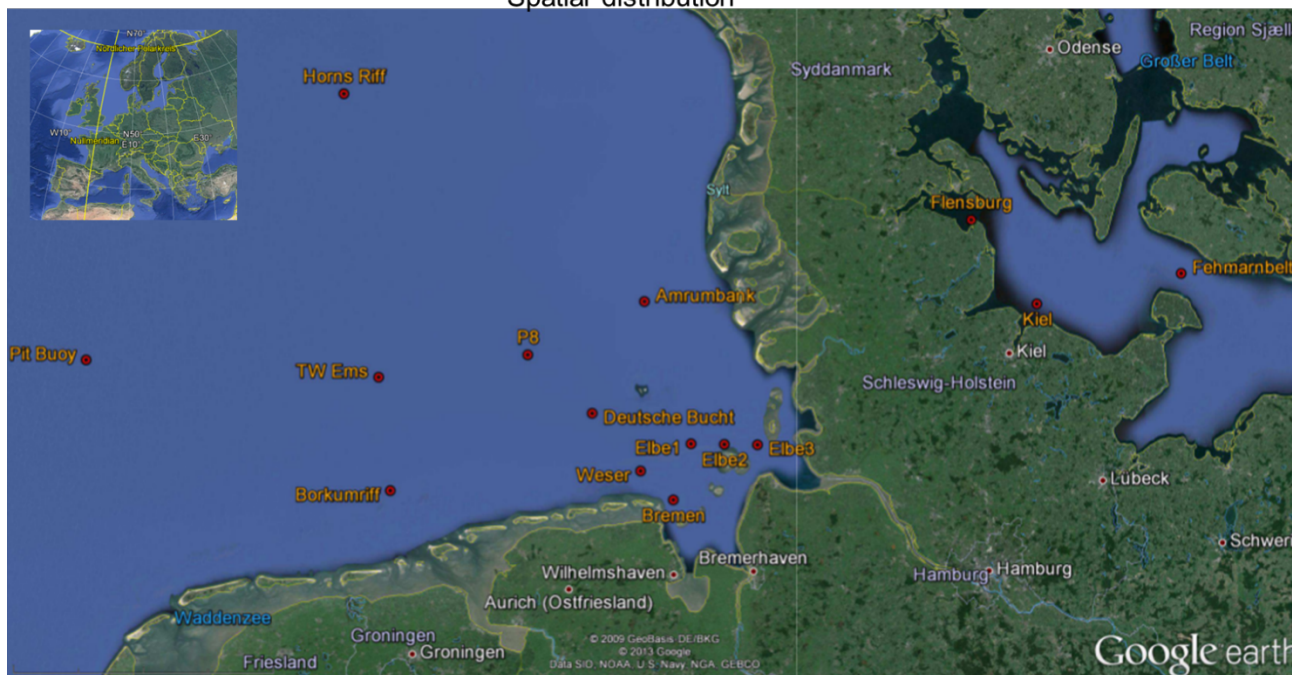 Spatial distribution
N70°
Nördlicher Polarkreis
W10°
N50°
E10°
E30°
Nullmeridian
Horns Riff
Syddanmark
Odense
Region Sjæll
Großer Belt
Sylt
Flensburg
Fehmarnbelt
Amrumbank
Kiel
P8
Pit Buoy
TW Ems
Kiel
Schleswig-Holstein
Deutsche Bucht
Elbe1
Elbe2
Elbe3
Weser
Borkumriff
Bremen
Lübeck
Schwerin
Wilhelmshaven
Bremerhaven
Hamburg
Hamburg
Aurich (Ostfriesland)
Waddenzee
Groningen
Groningen
Friesland
© 2009 GeoBasis-DE/BKG
© 2013 Google
Data SIO, NOAA, U.S. Navy, NGA, GEBCO
Google earth